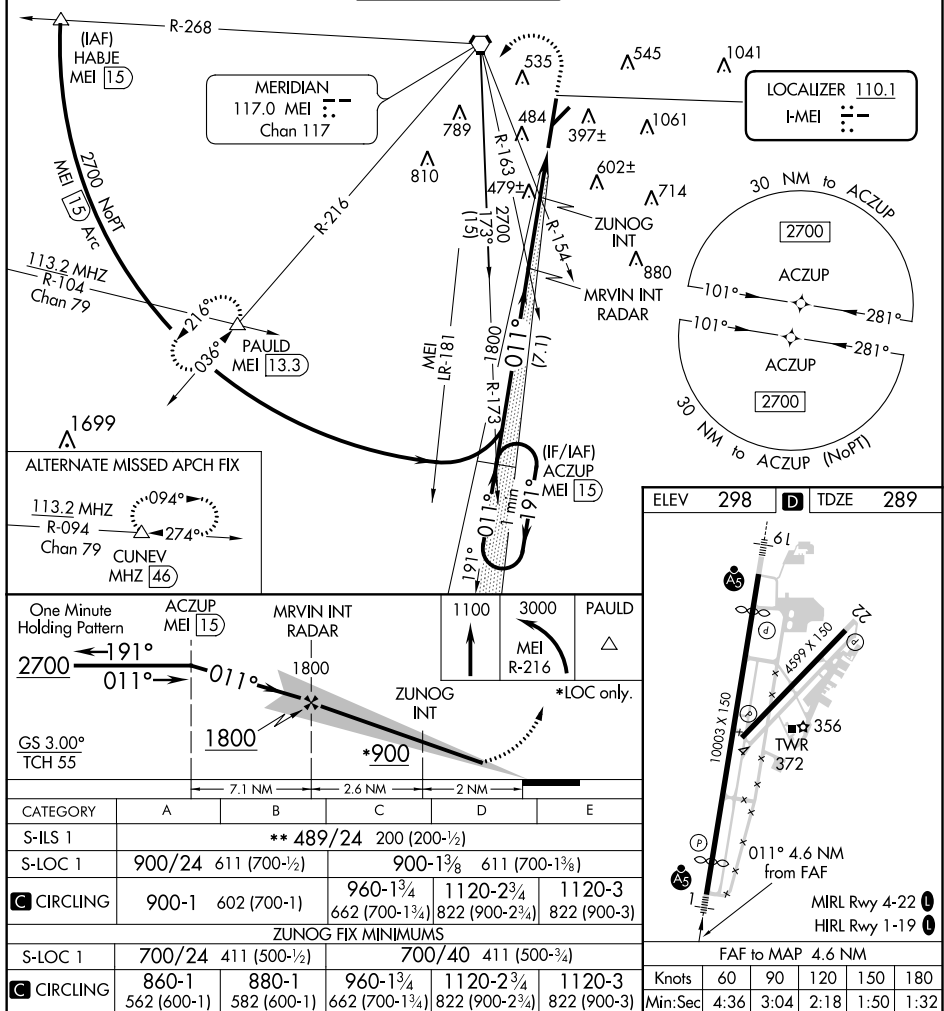 R-268
(IAF)
HABJE
MEI 15
MERIDIAN
117.0 MEI
Chan 117
535
545
1041
LOCALIZER 110.1
I-MEI
789
484
397±
1061
810
R-163
479±
602±
714
2700 NoPT
MEI 15 Arc
R-216
2700
173°
(15)
R-154
ZUNOG
INT
880
MRVIN INT
RADAR
30 NM to ACZUP
2700
ACZUP
101°
281°
101°
281°
ACZUP
2700
30 NM to ACZUP (NoPT)
113.2 MHZ
R-104
Chan 79
216°
036°
PAULD
MEI 13.3
MEI
LR-181
1800
R-173
011°
(7.1)
1699
(IF/IAF)
ACZUP
MEI 15
011°
1 min
191°
191°
ALTERNATE MISSED APCH FIX
113.2 MHZ
R-094
Chan 79
094°
274°
CUNEV
MHZ 46
ELEV 298 D TDZE 289
19
A5
P
22
P
4599 X 150
10003 X 150
P
4
356
TWR
372
P
A5
1
011° 4.6 NM
from FAF
MIRL Rwy 4-22 L
HIRL Rwy 1-19 L
FAF to MAP 4.6 NM
Knots 60 90 120 150 180
Min:Sec 4:36 3:04 2:18 1:50 1:32
One Minute
Holding Pattern
ACZUP
MEI 15
MRVIN INT
RADAR
1100
3000
MEI
R-216
PAULD
2700
191°
011°
011°
1800
ZUNOG
INT
*LOC only.
1800
*900
GS 3.00°
TCH 55
7.1 NM 2.6 NM 2 NM
CATEGORY A B C D E
S-ILS 1 ** 489/24 200 (200-½)
S-LOC 1 900/24 611 (700-½) 900-1⅜ 611 (700-1⅜)
C CIRCLING 900-1 602 (700-1) 960-1¾ 662 (700-1¾) 1120-2¾ 822 (900-2¾) 1120-3 822 (900-3)
ZUNOG FIX MINIMUMS
S-LOC 1 700/24 411 (500-½) 700/40 411 (500-¾)
C CIRCLING 860-1 562 (600-1) 880-1 582 (600-1) 960-1¾ 662 (700-1¾) 1120-2¾ 822 (900-2¾) 1120-3 822 (900-3)